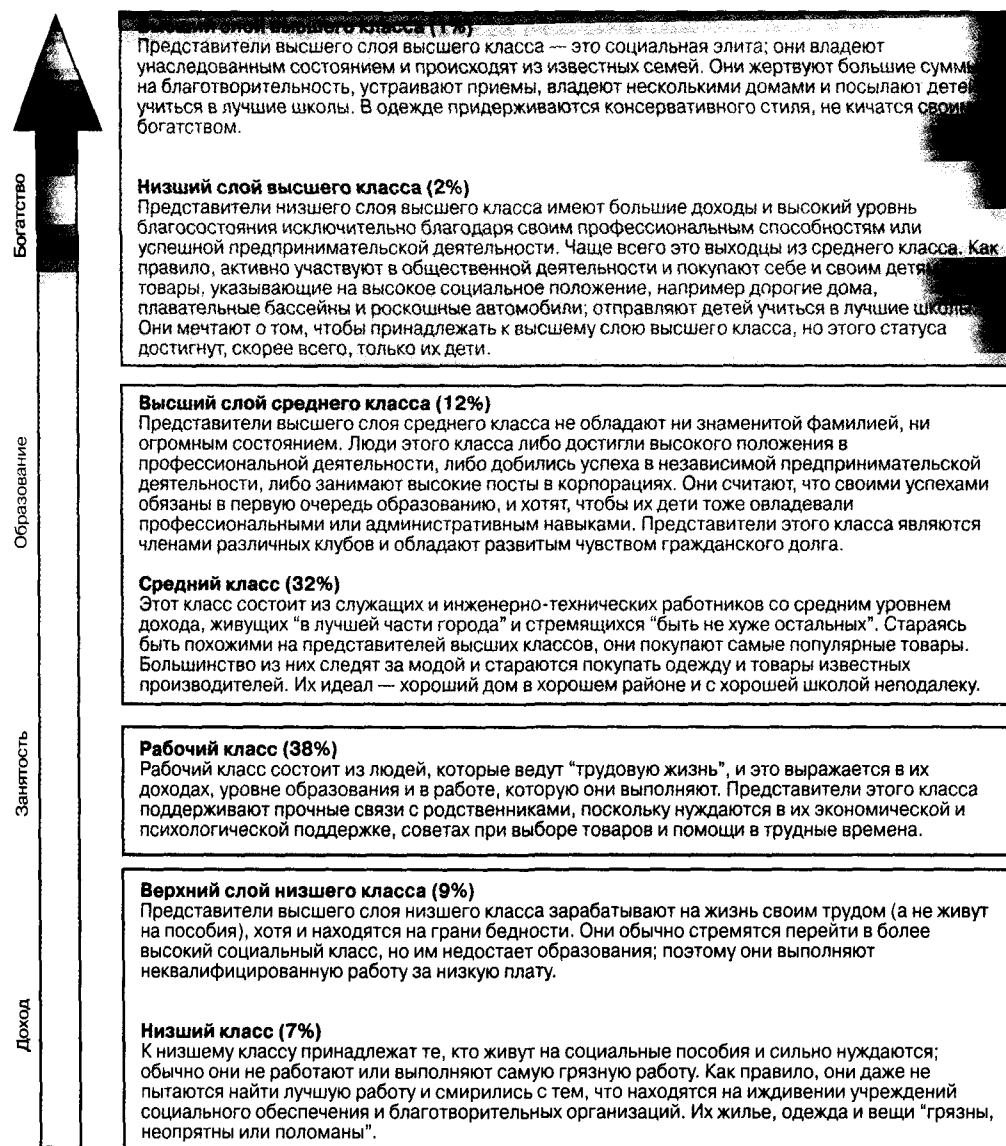 Высший слой высшего класса (1%)
Представители высшего слоя высшего класса — это социальная элита; они владеют
унаследованным состоянием и происходят из известных семей. Они жертвуют большие суммы
на благотворительность, устраивают приемы, владеют несколькими домами и посылают детей
учиться в лучшие школы. В одежде придерживаются консервативного стиля, не кичатся своим
богатством.
Низший слой высшего класса (2%)
Представители низшего слоя высшего класса имеют большие доходы и высокий уровнь
благосостояния исключительно благодаря своим профессиональным способностям или
успешной предпринимательской деятельности. Чаще всего это выходцы из среднего класса. Как
правило, активно участвуют в общественной деятельности и покупают себе и своим детям
товары, указывающие на высокое социальное положение, например дорогие дома,
плавательные бассейны и роскошные автомобили; отправляют детей учиться в лучшие школы.
Они мечтают о том, чтобы принадлежать к высшему слою высшего класса, но этого статуса
достигнут, скорее всего, только их дети.
Высший слой среднего класса (12%)
Представители высшего слоя среднего класса не обладают ни знаменитой фамилией, ни
огромным состоянием. Люди этого класса либо достигли высокого положения в
профессиональной деятельности, либо добились успеха в независимой предпринимательской
деятельности, либо занимают высокие посты в корпорациях. Они считают, что своими успехами
обязаны в первую очередь образованию, и хотят, чтобы их дети тоже овладевали
профессиональными или административным навыками. Представители этого класса являются
членами различных клубов и обладают развитым чувством гражданского долга.
Средний класс (32%)
Этот класс состоит из служащих и инженерно-технических работников со средним уровнем
дохода, живущих "в лучшей части города" и стремящихся "быть не хуже остальных". Стараясь
быть похожими на представителей высших классов, они покупают самые популярные товары.
Большинство из них следят за модой и стараются покупать одежду и товары известных
производителей. Их идеал — хороший дом в хорошем районе и с хорошей школой неподалеку.
Рабочий класс (38%)
Рабочий класс состоит из людей, которые ведут "трудовую жизнь", и это выражается в их
доходах, уровне образования и в работе, которую они выполняют. Представители этого класса
поддерживают прочные связи с родственниками, поскольку нуждаются в их экономической и
психологической поддержке, советах при выборе товаров и помощи в трудные времена.
Верхний слой низшего класса (9%)
Представители высшего слоя низшего класса зарабатывают на жизнь своим трудом (а не живут
на пособия), хотя и находятся на грани бедности. Они обычно стремятся перейти в более
высокий социальный класс, но им недостает образования; поэтому они выполняют
неквалифицированную работу за низкую плату.
Низший класс (7%)
К низшему классу принадлежат те, кто живут на социальные пособия и сильно нуждаются;
обычно они не работают или выполняют самую грязную работу. Как правило, они даже не
пытаются найти лучшую работу и смирились с тем, что находятся на иждивении учреждений
социального обеспечения и благотворительных организаций. Их жилье, одежда и вещи "грязны,
неопрятны или поломаны".
Богатство
Образование
Занятость
Доход